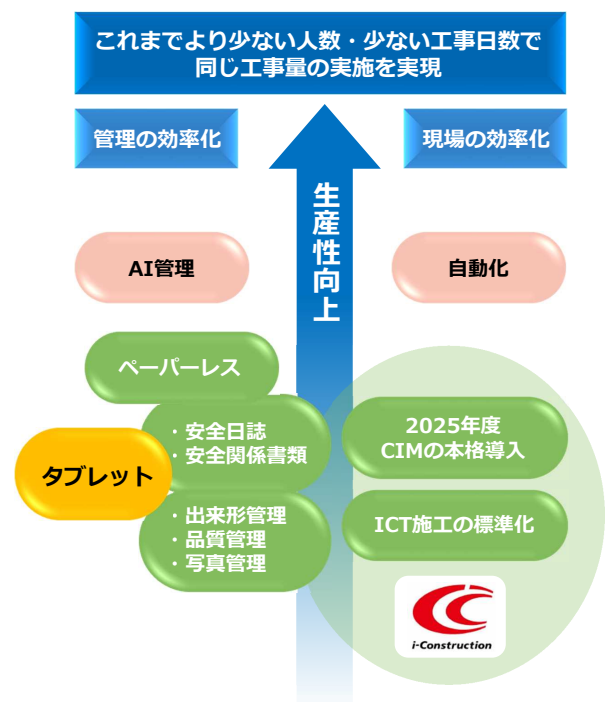 これまでより少ない人数・少ない工事日数で
同じ工事量の実施を実現
管理の効率化
現場の効率化
生産性向上
AI管理
自動化
ペーパーレス
・安全日誌
・安全関係書類
タブレット
・出来形管理
・品質管理
・写真管理
2025年度
CIMの本格導入
ICT施工の標準化
i-Construction